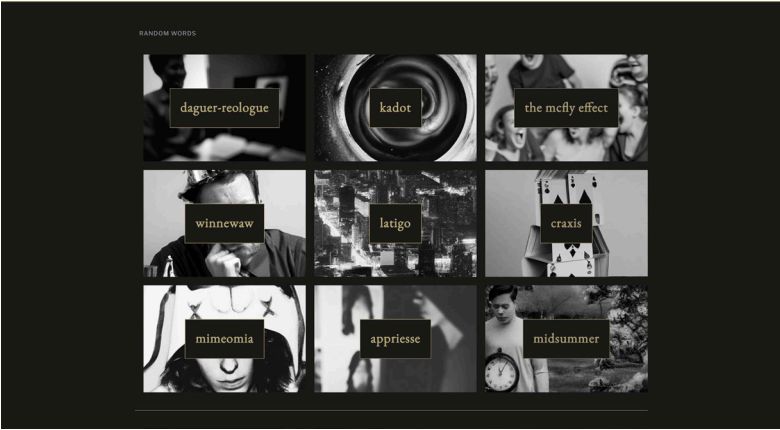 RANDOM WORDS
daguer-reologue
kadot
the mcfly effect
winnewaw
latigo
craxis
mimeomia
appriesse
midsummer